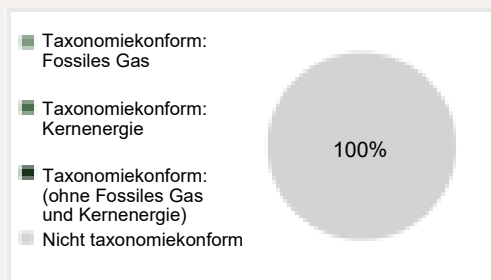 Taxonomiekonform:
Fossiles Gas
Taxonomiekonform:
Kernenergie
Taxonomiekonform:
(ohne Fossiles Gas
und Kernenergie)
Nicht taxonomiekonform
100%